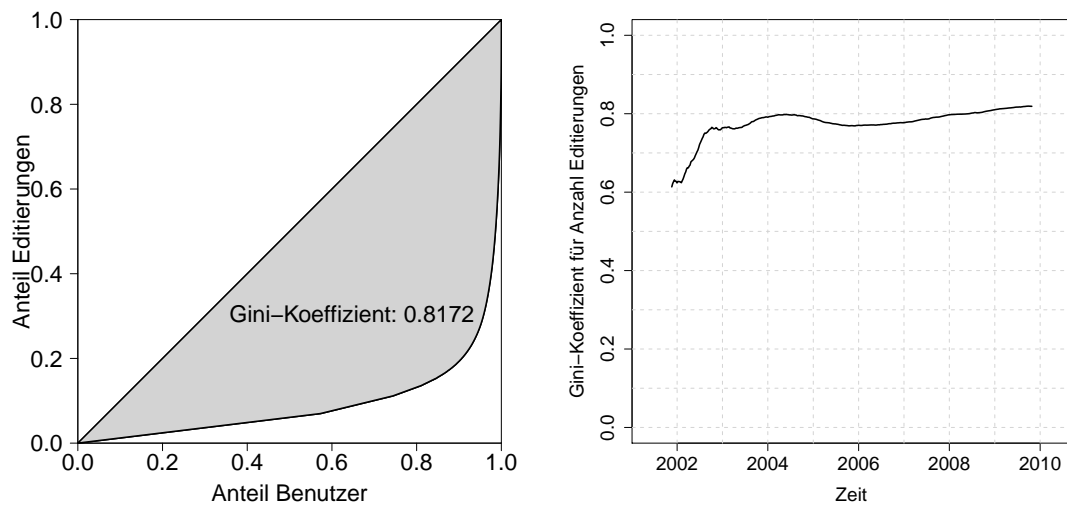 1.0
0.8
0.6
0.4
0.2
0.0
Anteil Editierungen
Gini−Koeffizient: 0.8172
0.0 0.2 0.4 0.6 0.8 1.0
Anteil Benutzer
1.0
0.8
0.6
0.4
0.2
0.0
Gini−Koeffizient für Anzahl Editierungen
2002 2004 2006 2008 2010
Zeit